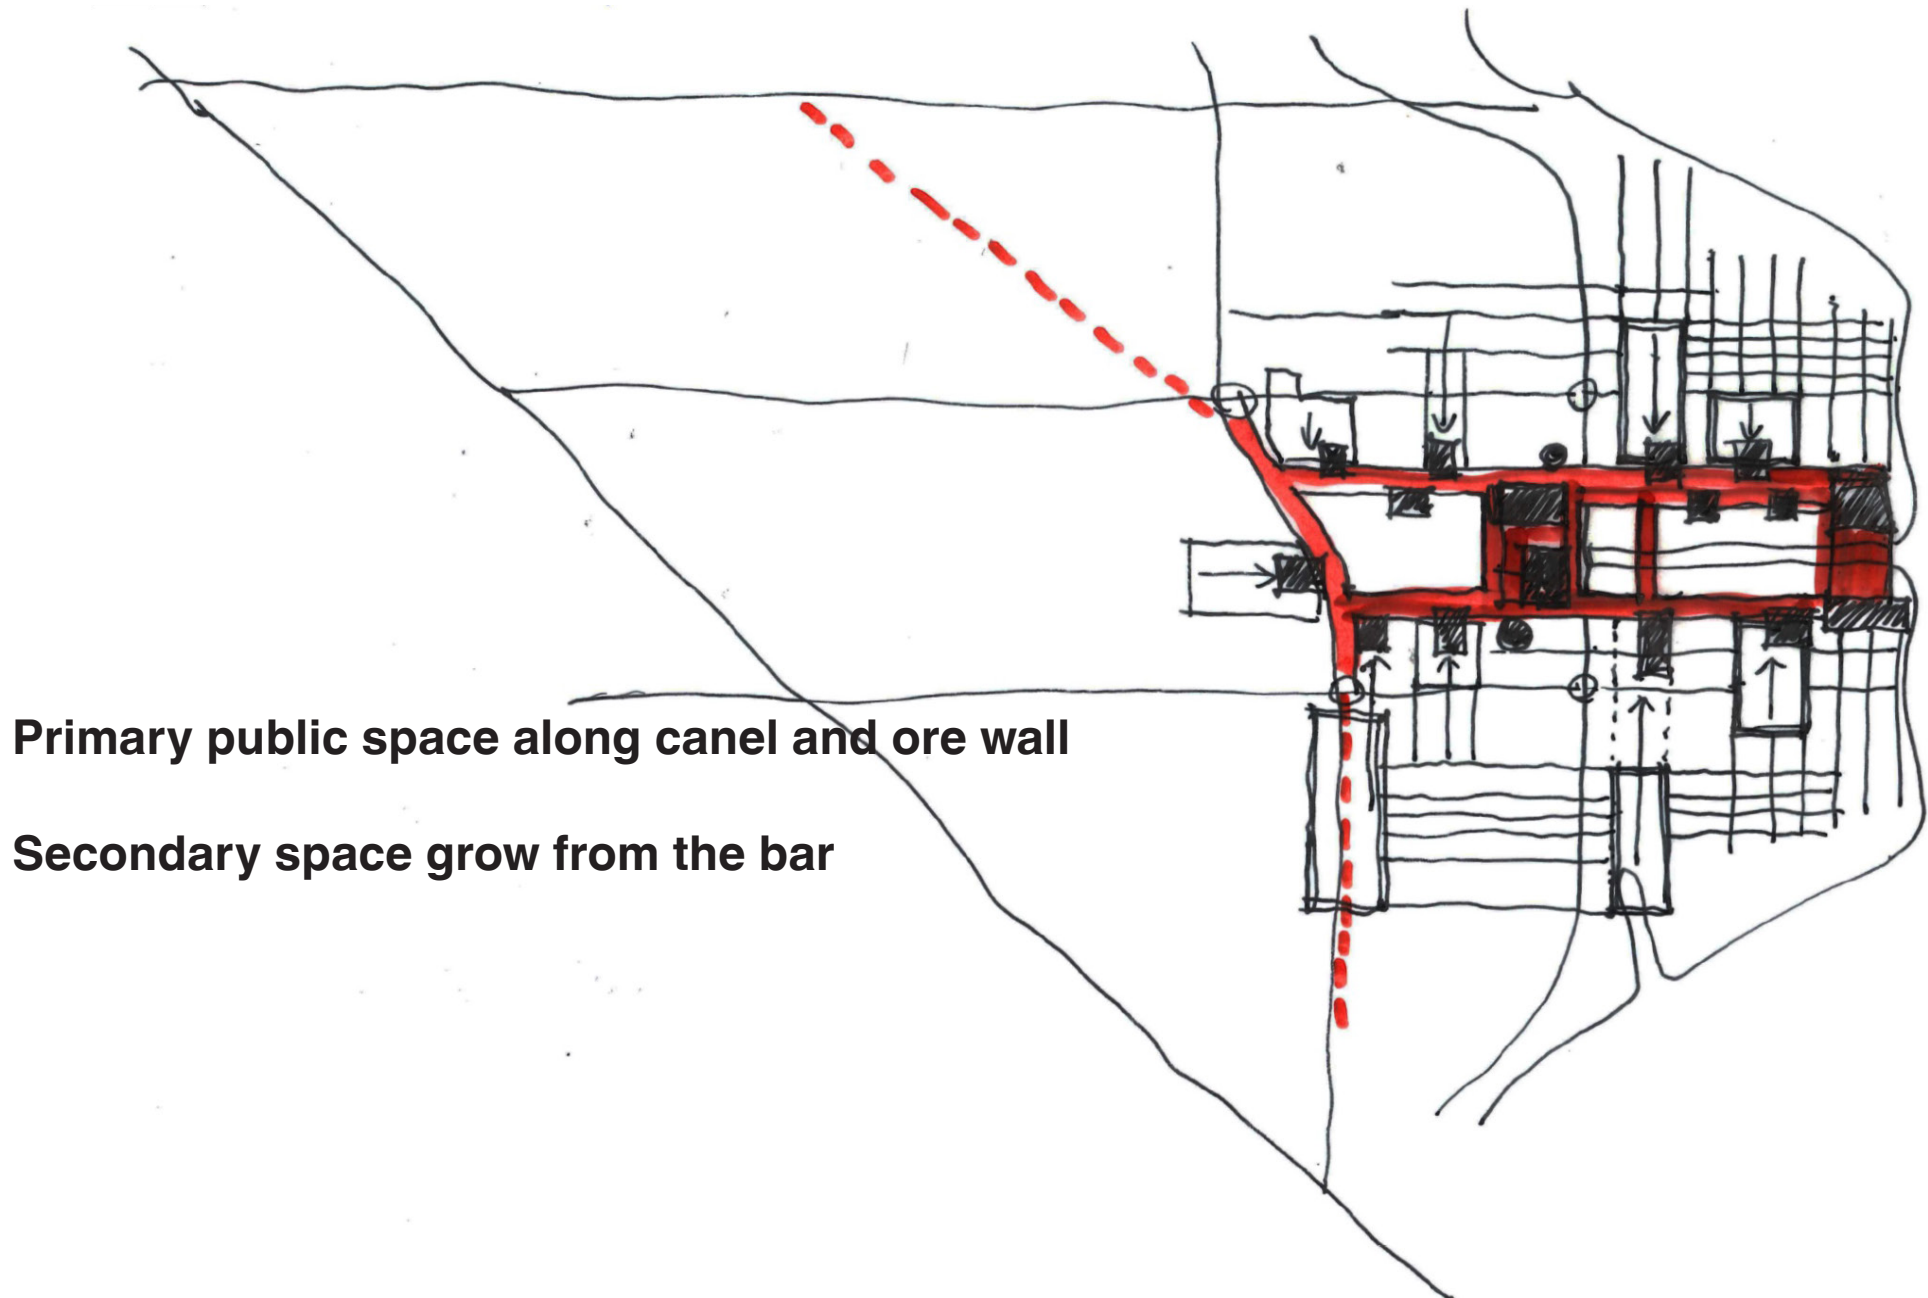 Primary public space along canel and ore wall
Secondary space grow from the bar